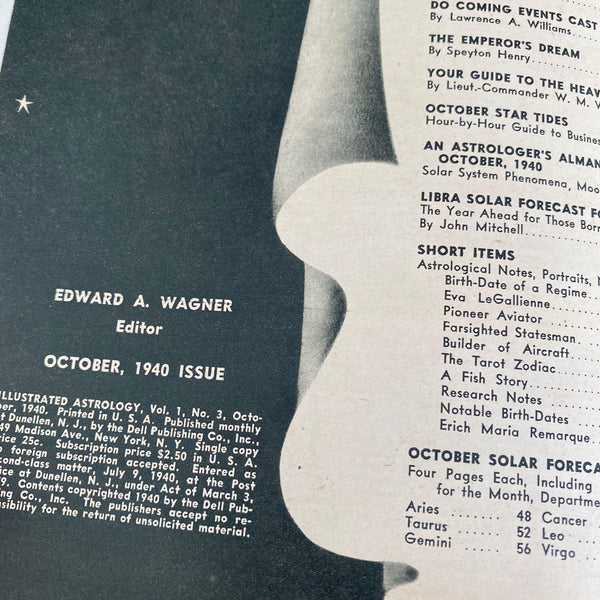 EDWARD A. WAGNER
Editor
OCTOBER, 1940 ISSUE
ILLUSTRATED ASTROLOGY, Vol. 1, No. 3, Octo-
ber, 1940. Printed in U. S. A. Published monthly
at Dunellen, N. J., by the Dell Publishing Co., Inc.,
49 Madison Ave., New York, N. Y. Single copy
rice 25c. Subscription price $2.50 in U. S. A.
o foreign subscription accepted. Entered as
cond-class matter, July 9, 1940, at the Post
ice at Dunellen, N. J., under Act of March 3,
9. Contents copyrighted 1940 by the Dell Pub-
ing Co., Inc. The publishers accept no re-
sibility for the return of unsolicited material.
DO COMING EVENTS CAST
By Lawrence A. Williams
THE EMPEROR'S DREAM
By Speyton Henry
YOUR GUIDE TO THE HEAV
By Lieut.-Commander W. M. V
OCTOBER STAR TIDES
Hour-by-Hour Guide to Busines
AN ASTROLOGER'S ALMAN
OCTOBER, 1940
Solar System Phenomena, Moo
LIBRA SOLAR FORECAST FO
The Year Ahead for Those Born
By John Mitchell
SHORT ITEMS
Astrological Notes, Portraits, N
Birth-Date of a Regime
Eva LeGallienne
Pioneer Aviator
Farsighted Statesman
Builder of Aircraft
The Tarot Zodiac
A Fish Story
Research Notes
Notable Birth-Dates
Erich Maria Remarque
OCTOBER SOLAR FORECA
Four Pages Each, Including
for the Month, Departme
Aries 48 Cancer
Taurus 52 Leo
Gemini 56 Virgo